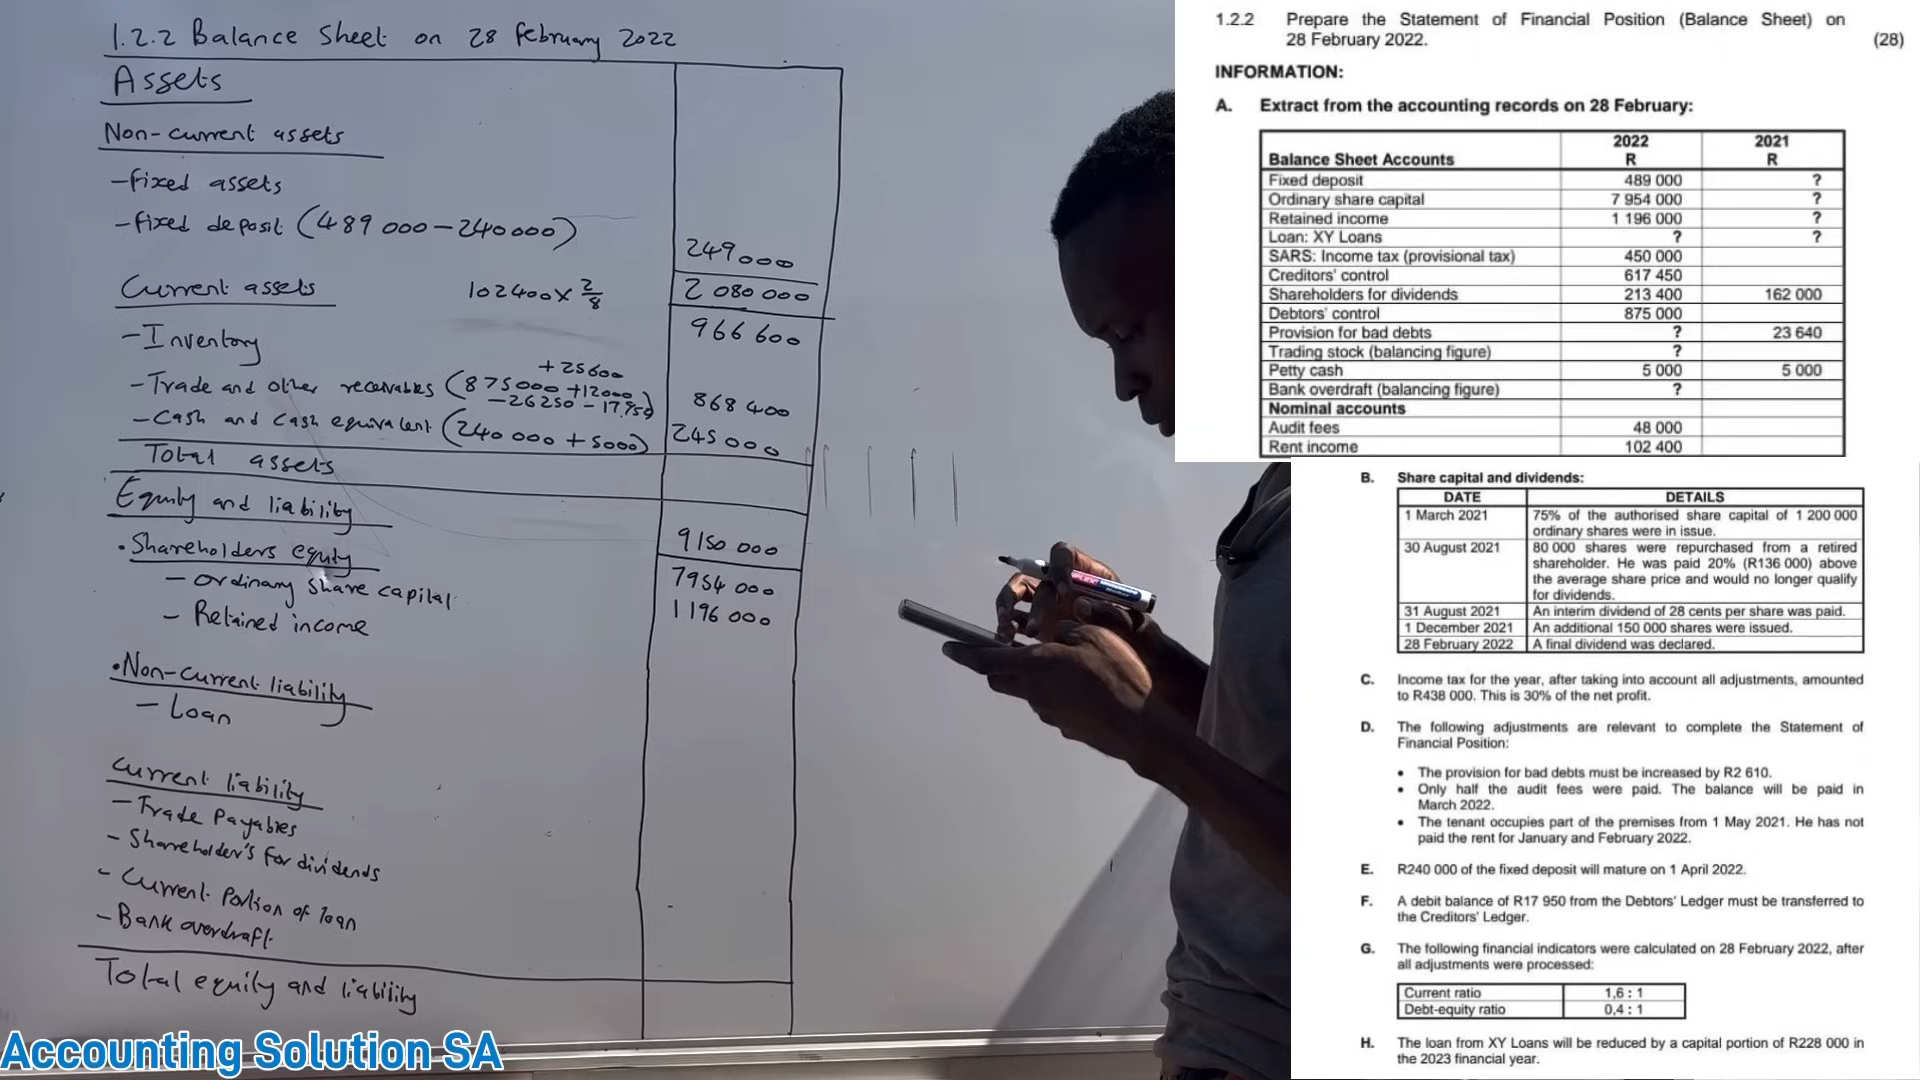 1.2.2 Balance Sheet on 28 february 2022
Assets
Non-current assets
-fixed assets
-fixed deposit (489 000 - 240 000)
249 000
Current assets
102400 x 2/8
2 080 000
-Inventory
966 600
+25600
-Trade and other receivables (875000 +12000
-26250 - 17950)
868 400
-Cash and cash equivalent (240 000 + 5000)
245 000
Total assets
Equity and liability
• Shareholders equity
9150 000
- ordinary share capital
7954 000
- Retained income
1196 000
• Non-current liability
- Loan
Current liability
- Trade Payables
- Shareholder's for dividends
- Current Portion of loan
- Bank overdraft
Total equity and liability
Accounting Solution SA
1.2.2 Prepare the Statement of Financial Position (Balance Sheet) on
28 February 2022.
(28)
INFORMATION:
A. Extract from the accounting records on 28 February:
2022 2021
Balance Sheet Accounts R R
Fixed deposit 489 000 ?
Ordinary share capital 7 954 000 ?
Retained income 1 196 000 ?
Loan: XY Loans ? ?
SARS: Income tax (provisional tax) 450 000
Creditors' control 617 450
Shareholders for dividends 213 400 162 000
Debtors' control 875 000
Provision for bad debts ? 23 640
Trading stock (balancing figure) ?
Petty cash 5 000 5 000
Bank overdraft (balancing figure) ?
Nominal accounts
Audit fees 48 000
Rent income 102 400
B. Share capital and dividends:
DATE DETAILS
1 March 2021 75% of the authorised share capital of 1 200 000
ordinary shares were in issue.
30 August 2021 80 000 shares were repurchased from a retired
shareholder. He was paid 20% (R136 000) above
the average share price and would no longer qualify
for dividends.
31 August 2021 An interim dividend of 28 cents per share was paid.
1 December 2021 An additional 150 000 shares were issued.
28 February 2022 A final dividend was declared.
C. Income tax for the year, after taking into account all adjustments, amounted
to R438 000. This is 30% of the net profit.
D. The following adjustments are relevant to complete the Statement of
Financial Position:
• The provision for bad debts must be increased by R2 610.
• Only half the audit fees were paid. The balance will be paid in
March 2022.
• The tenant occupies part of the premises from 1 May 2021. He has not
paid the rent for January and February 2022.
E. R240 000 of the fixed deposit will mature on 1 April 2022.
F. A debit balance of R17 950 from the Debtors' Ledger must be transferred to
the Creditors' Ledger.
G. The following financial indicators were calculated on 28 February 2022, after
all adjustments were processed:
Current ratio 1,6 : 1
Debt-equity ratio 0,4 : 1
H. The loan from XY Loans will be reduced by a capital portion of R228 000 in
the 2023 financial year.